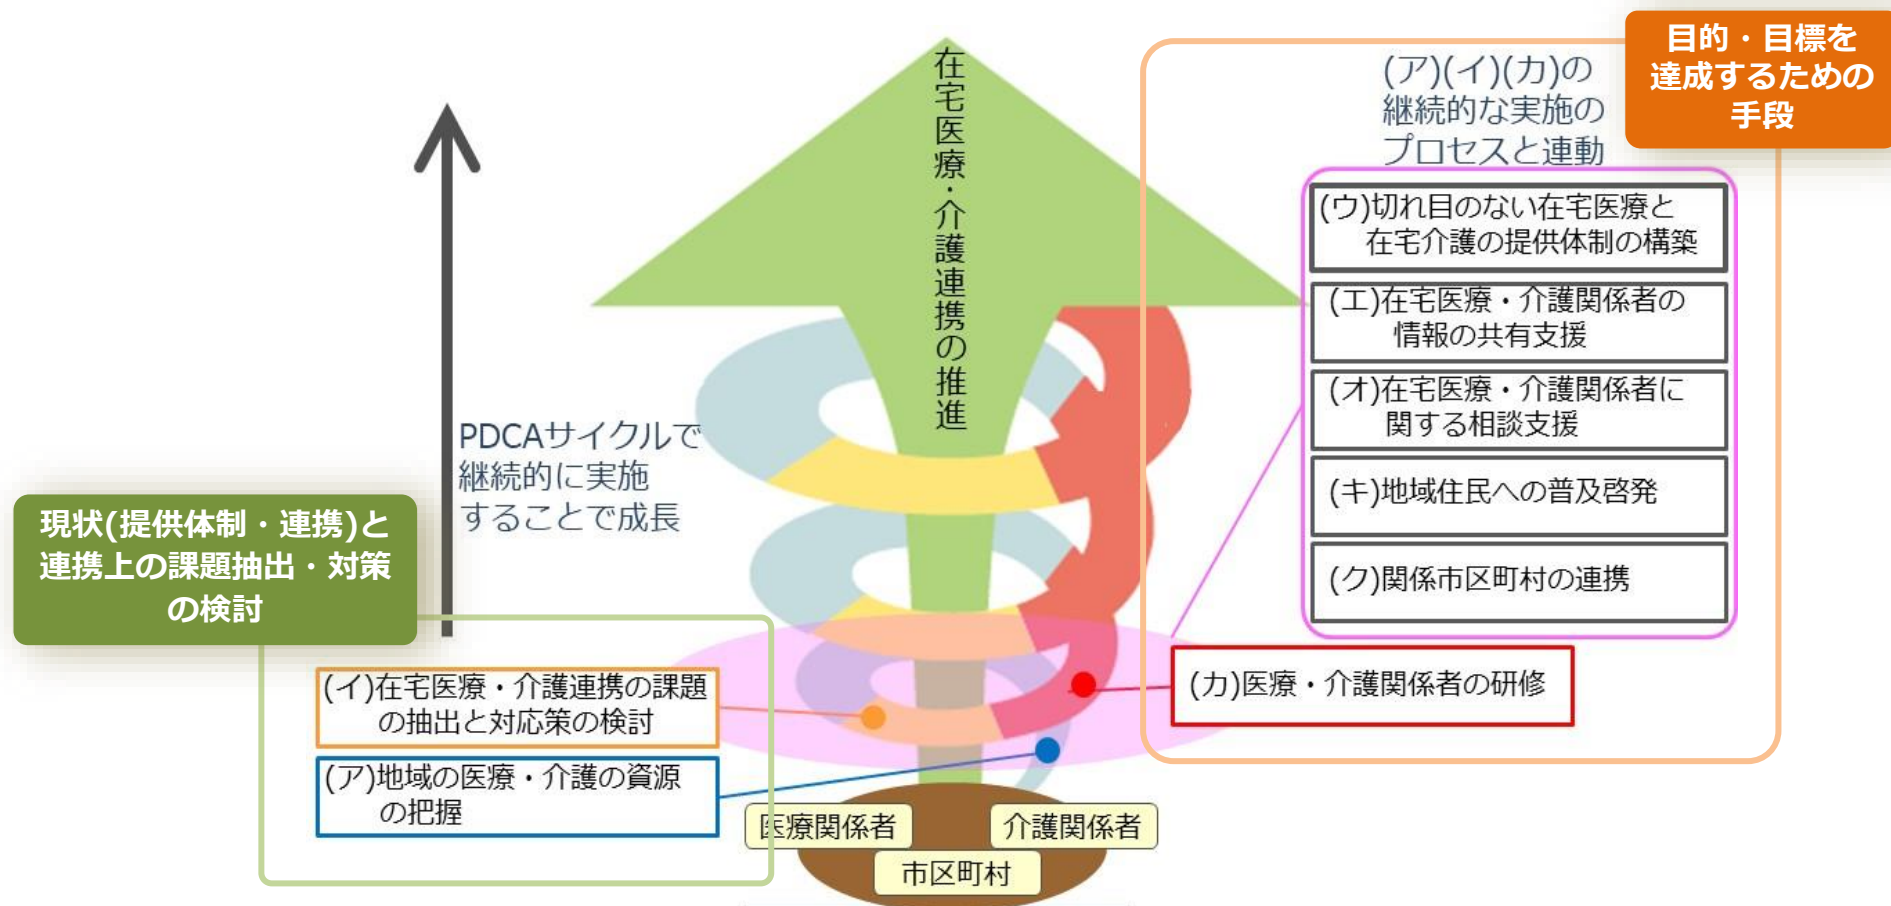 目的・目標を
達成するための
手段
(ア)(イ)(カ)の
継続的な実施の
プロセスと連動
在宅医療・介護連携の推進
(ウ)切れ目のない在宅医療と
在宅介護の提供体制の構築
(エ)在宅医療・介護関係者の
情報の共有支援
(オ)在宅医療・介護関係者に
関する相談支援
(キ)地域住民への普及啓発
(ク)関係市区町村の連携
(カ)医療・介護関係者の研修
PDCAサイクルで
継続的に実施
することで成長
現状(提供体制・連携)と
連携上の課題抽出・対策
の検討
(イ)在宅医療・介護連携の課題
の抽出と対応策の検討
(ア)地域の医療・介護の資源
の把握
医療関係者
介護関係者
市区町村